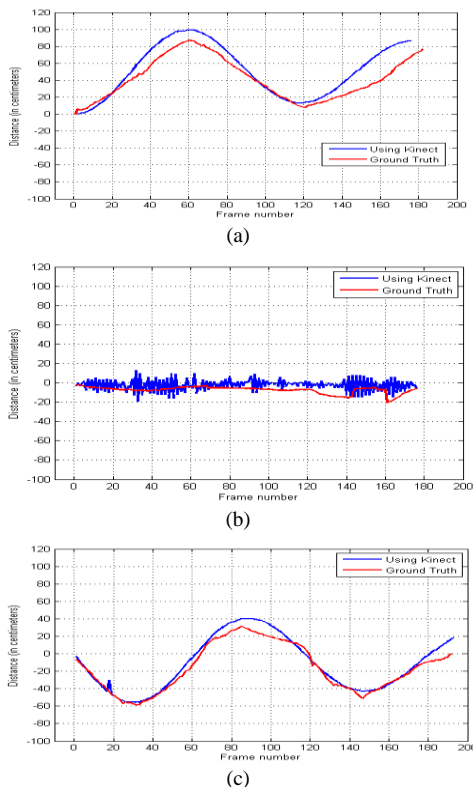 120
100
80
60
40
20
0
-20
-40
-60
-80
-100
Distance (in centimeters)
Using Kinect
Ground Truth
0 20 40 60 80 100 120 140 160 180 200
Frame number
(a)
120
100
80
60
40
20
0
-20
-40
-60
-80
-100
Distance (in centimeters)
Using Kinect
Ground Truth
0 20 40 60 80 100 120 140 160 180 200
Frame number
(b)
120
100
80
60
40
20
0
-20
-40
-60
-80
-100
Distance (in centimeters)
Using Kinect
Ground Truth
0 20 40 60 80 100 120 140 160 180 200
Frame number
(c)